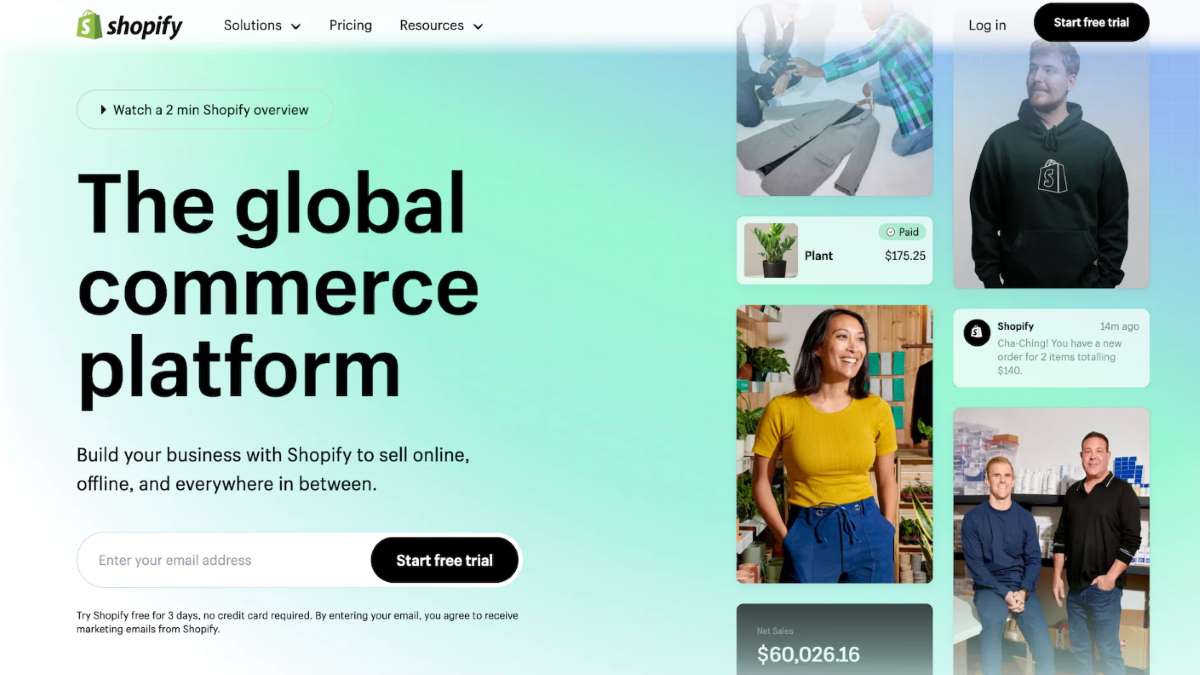 shopify
Solutions
Pricing
Resources
Log in
Start free trial
Watch a 2 min Shopify overview
The global
commerce
platform
Build your business with Shopify to sell online,
offline, and everywhere in between.
Enter your email address
Start free trial
Try Shopify free for 3 days, no credit card required. By entering your email, you agree to receive
marketing emails from Shopify.
Paid
Plant
$175.25
Net Sales
$60,026.16
S
Shopify
14m ago
Cha-Ching! You have a new
order for 2 items totalling
$140.